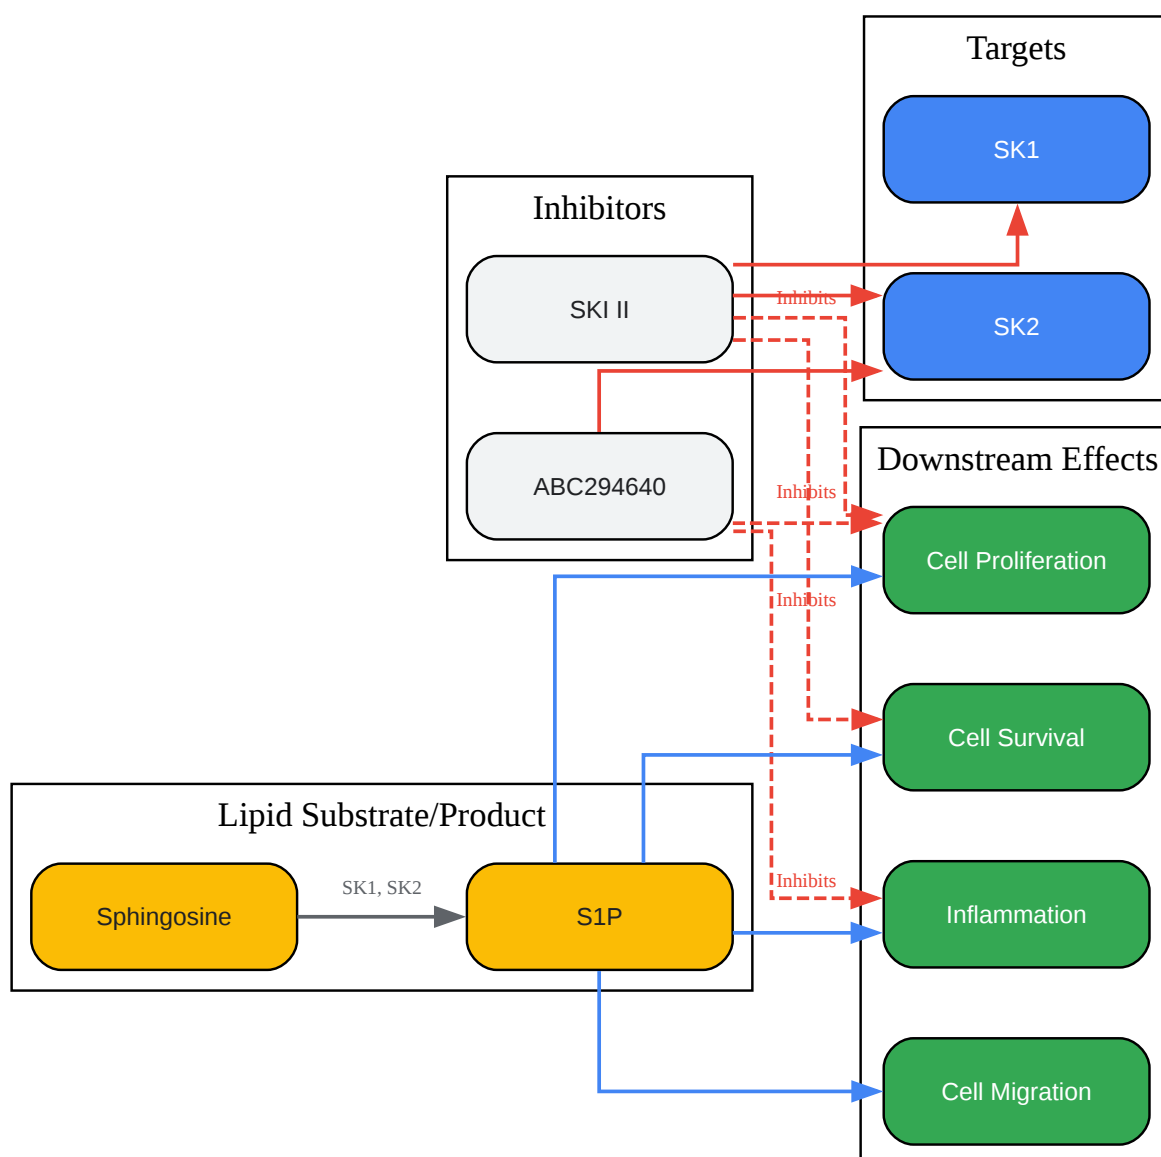 Targets
SK1
Inhibitors
SKI II
Inhibits
SK2
ABC294640
Inhibits
Downstream Effects
Cell Proliferation
Inhibits
Cell Survival
Lipid Substrate/Product
Sphingosine
SK1, SK2
S1P
Inhibits
Inflammation
Cell Migration